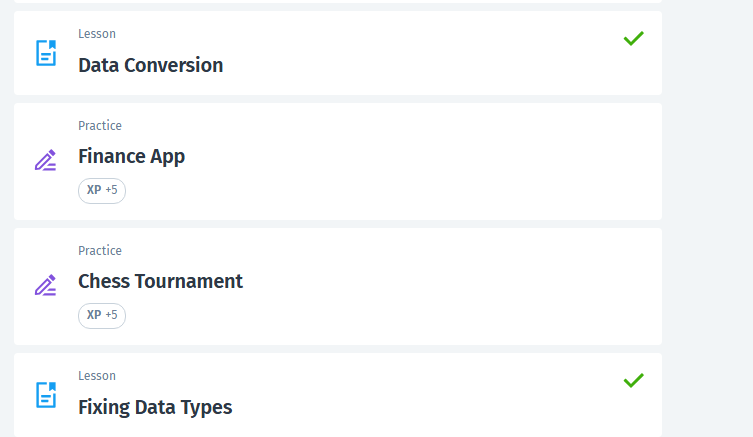 Lesson
Data Conversion
Practice
Finance App
XP +5
Practice
Chess Tournament
XP +5
Lesson
Fixing Data Types